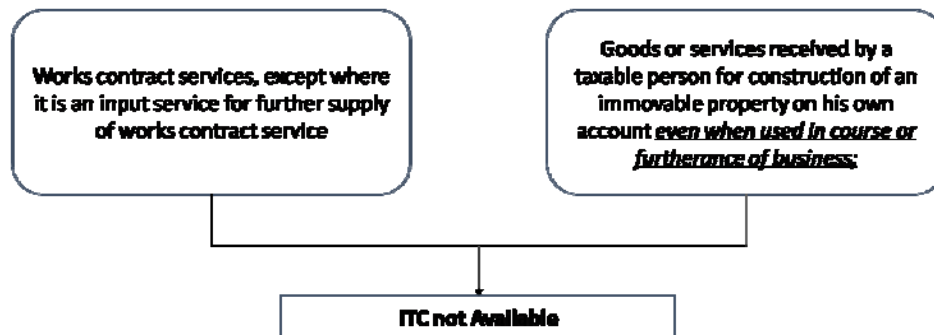 Works contract services, except where
it is an input service for further supply
of works contract service
Goods or services received by a
taxable person for construction of an
immovable property on his own
account even when used in course or
furtherance of business;
ITC not Available